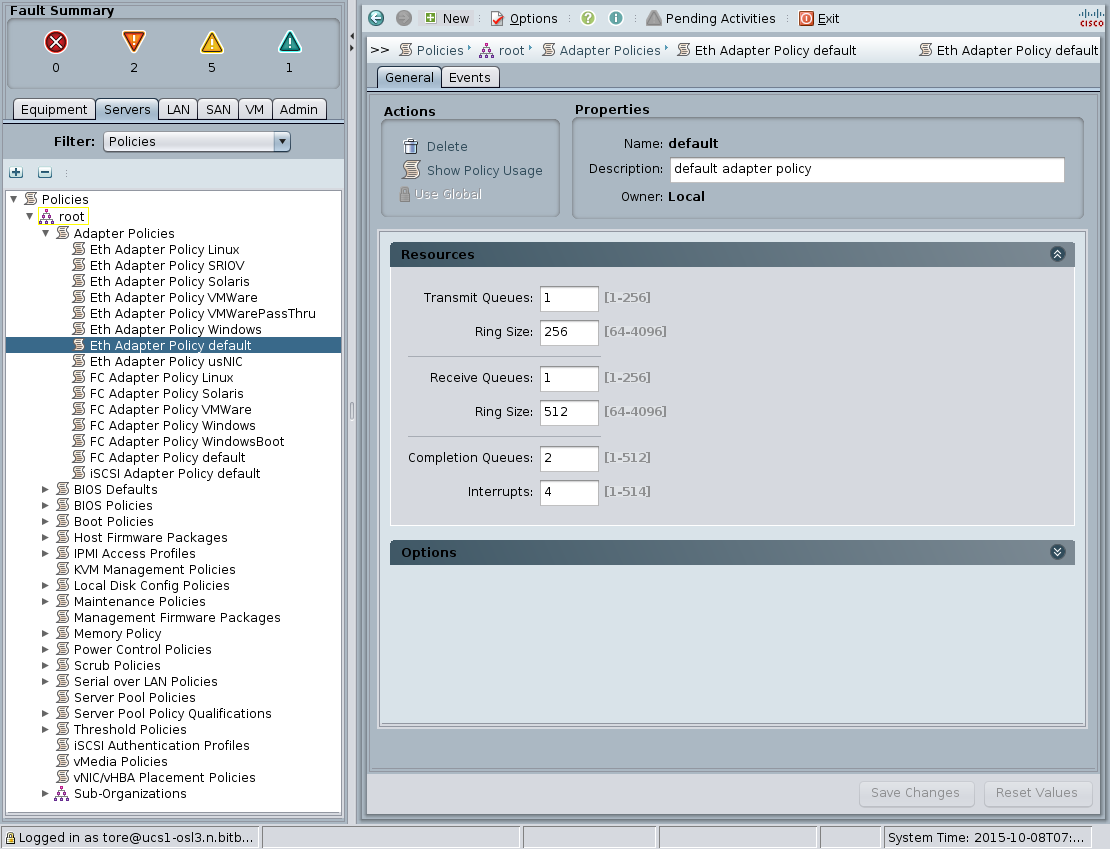 Fault Summary
0 2 5 1
Equipment Servers LAN SAN VM Admin
Filter: Policies
Policies
root
Adapter Policies
Eth Adapter Policy Linux
Eth Adapter Policy SRIOV
Eth Adapter Policy Solaris
Eth Adapter Policy VMWare
Eth Adapter Policy VMWarePassThru
Eth Adapter Policy Windows
Eth Adapter Policy default
Eth Adapter Policy usNIC
FC Adapter Policy Linux
FC Adapter Policy Solaris
FC Adapter Policy VMWare
FC Adapter Policy Windows
FC Adapter Policy WindowsBoot
FC Adapter Policy default
iSCSI Adapter Policy default
BIOS Defaults
BIOS Policies
Boot Policies
Host Firmware Packages
IPMI Access Profiles
KVM Management Policies
Local Disk Config Policies
Maintenance Policies
Management Firmware Packages
Memory Policy
Power Control Policies
Scrub Policies
Serial over LAN Policies
Server Pool Policies
Server Pool Policy Qualifications
Threshold Policies
iSCSI Authentication Profiles
vMedia Policies
vNIC/vHBA Placement Policies
Sub-Organizations
New Options ? i Pending Activities Exit
CISCO
>> Policies root Adapter Policies Eth Adapter Policy default Eth Adapter Policy default
General Events
Actions
Delete
Show Policy Usage
Use Global
Properties
Name: default
Description: default adapter policy
Owner: Local
Resources
Transmit Queues: 1 [1-256]
Ring Size: 256 [64-4096]
Receive Queues: 1 [1-256]
Ring Size: 512 [64-4096]
Completion Queues: 2 [1-512]
Interrupts: 4 [1-514]
Options
Save Changes Reset Values
Logged in as tore@ucs1-osl3.n.bitb... System Time: 2015-10-08T07:...